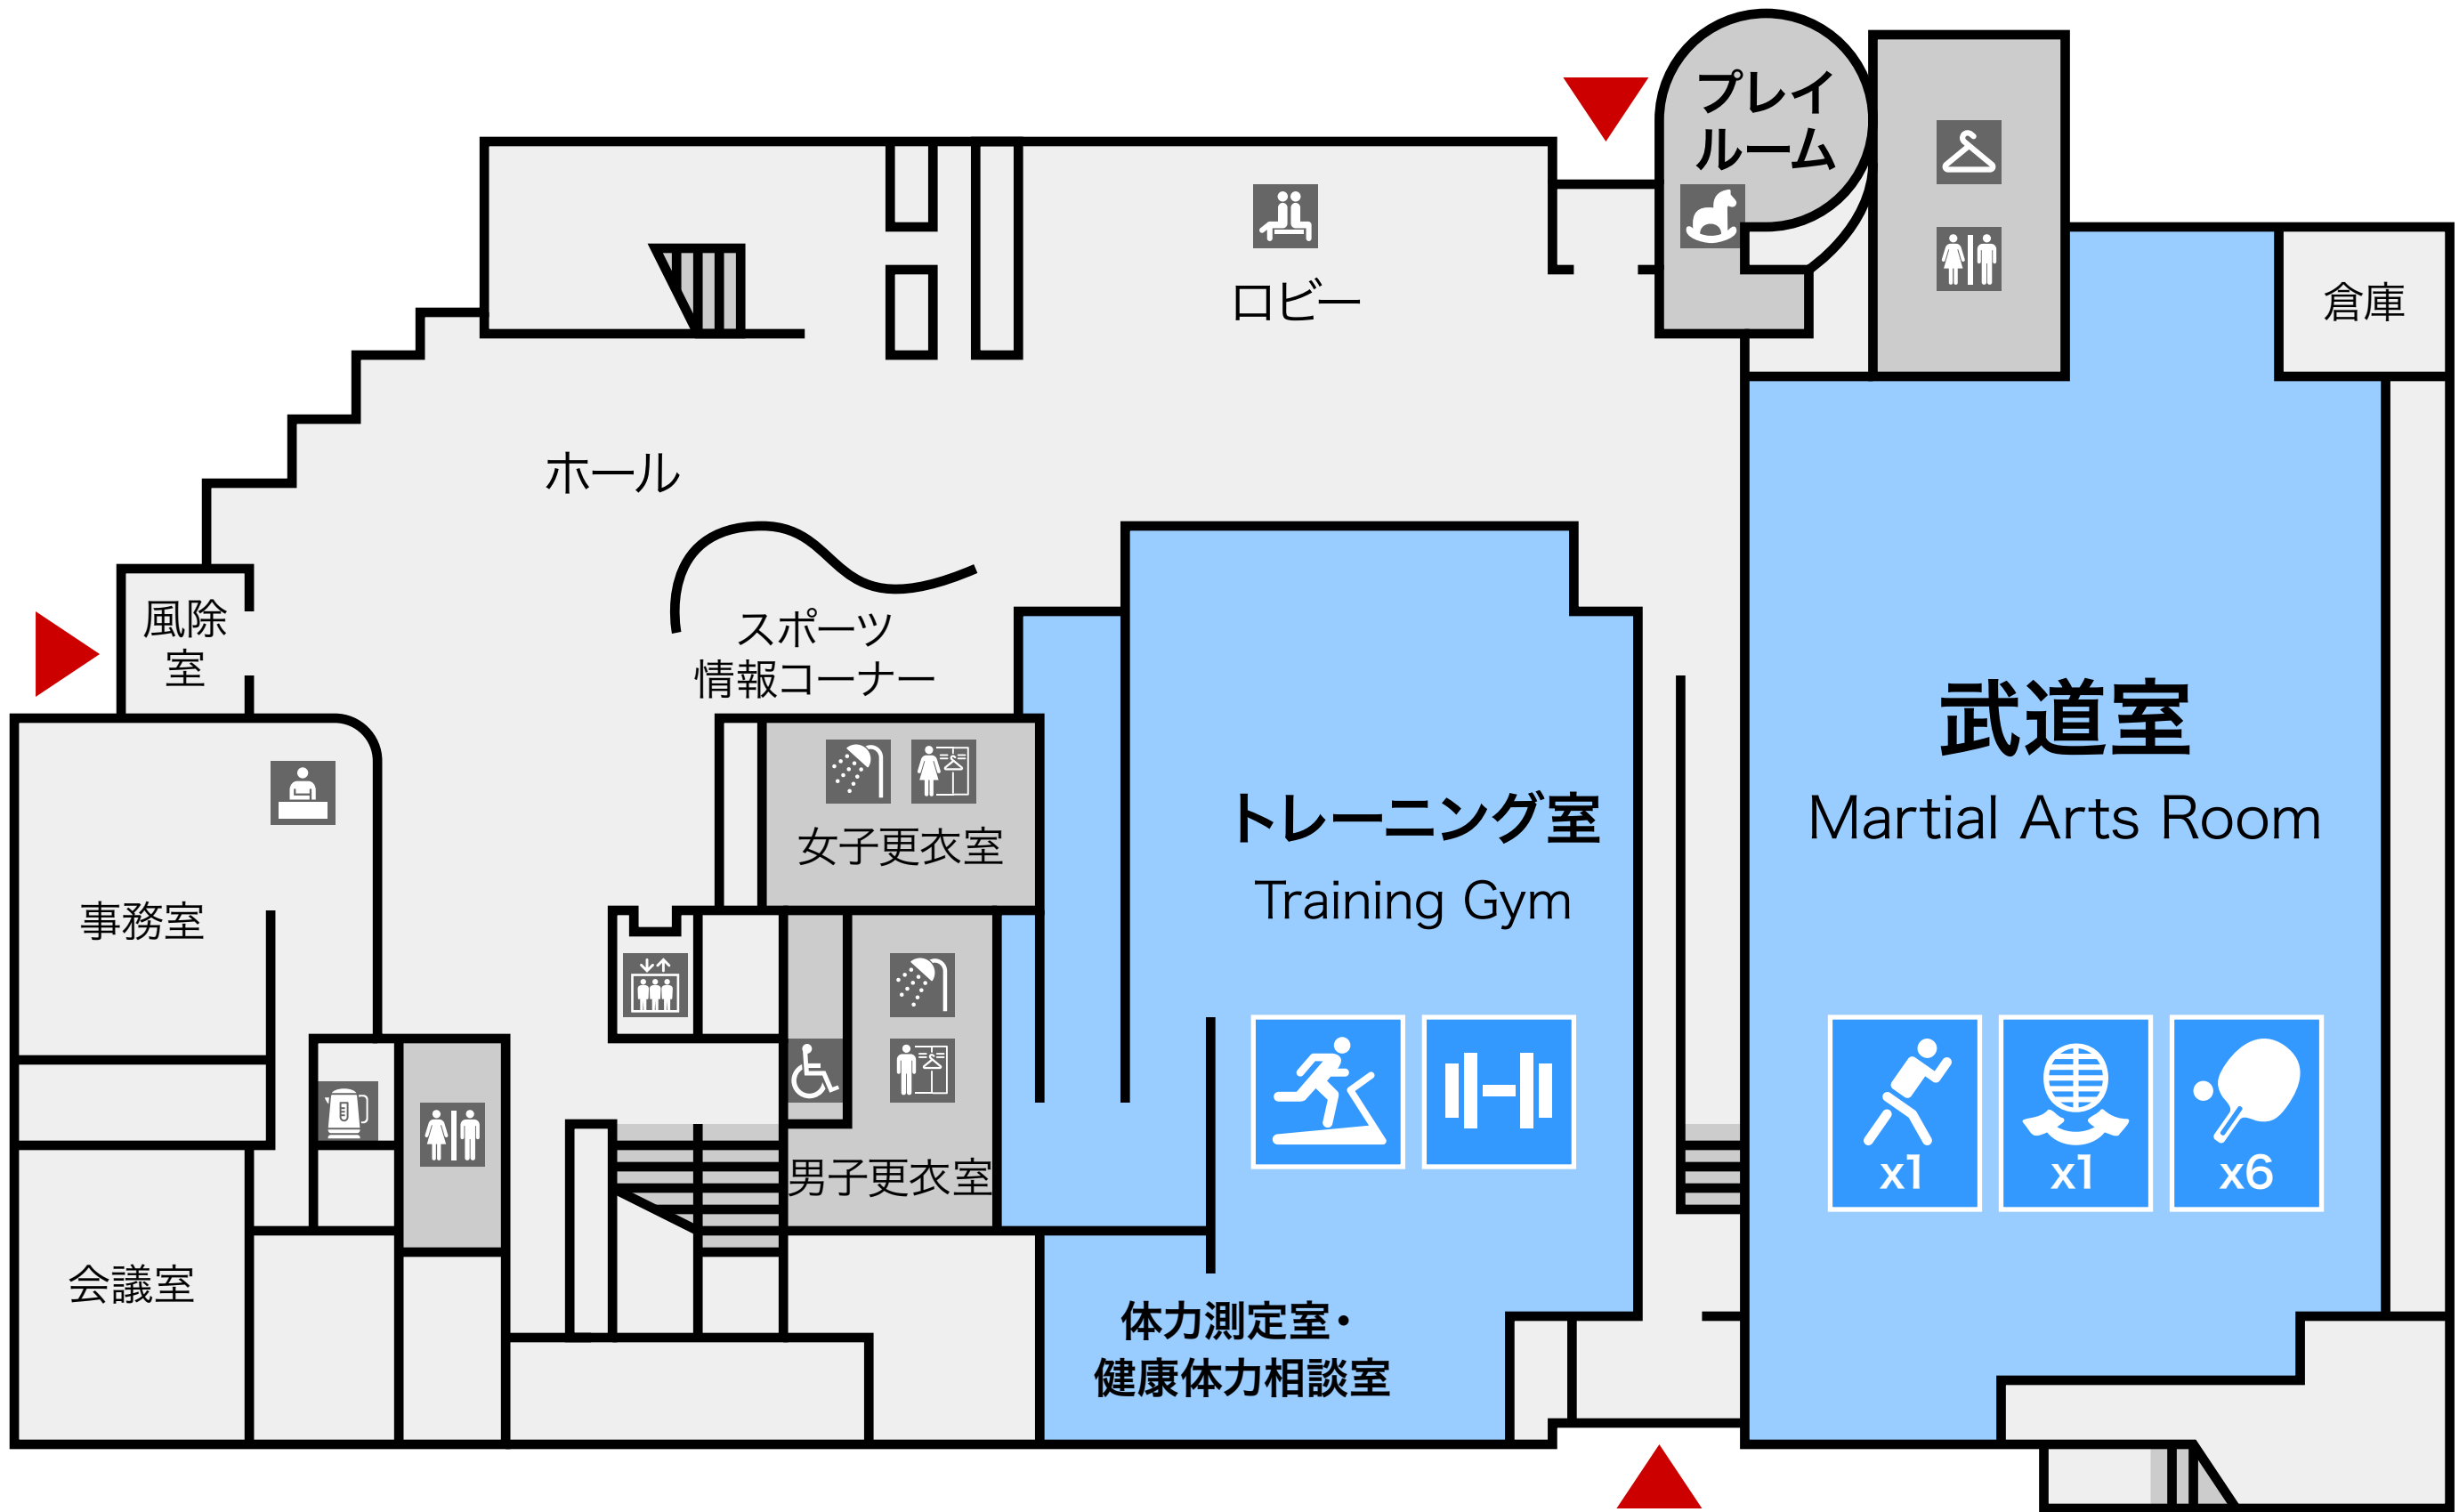 プレイ
ルーム
ロビー
倉庫
ホール
風除
室
スポーツ
情報コーナー
武道室
Martial Arts Room
トレーニング室
Training Gym
女子更衣室
事務室
x1
x1
x6
男子更衣室
会議室
体力測定室・
健康体力相談室